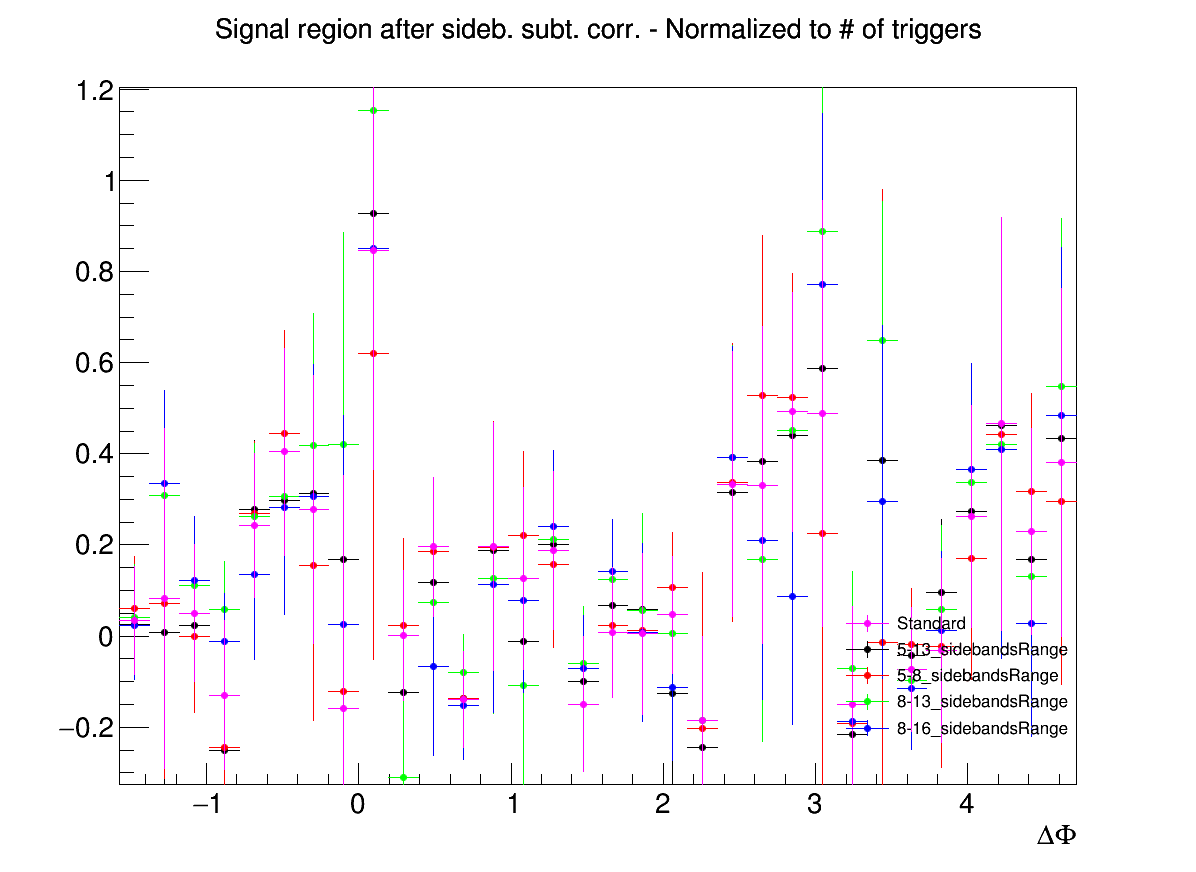 Signal region after sideb. subt. corr. - Normalized to # of triggers
1.2
1
0.8
0.6
0.4
0.2
0
−0.2
Standard
5-13_sidebandsRange
5-8_sidebandsRange
8-13_sidebandsRange
8-16_sidebandsRange
−1 0 1 2 3 4
ΔΦ